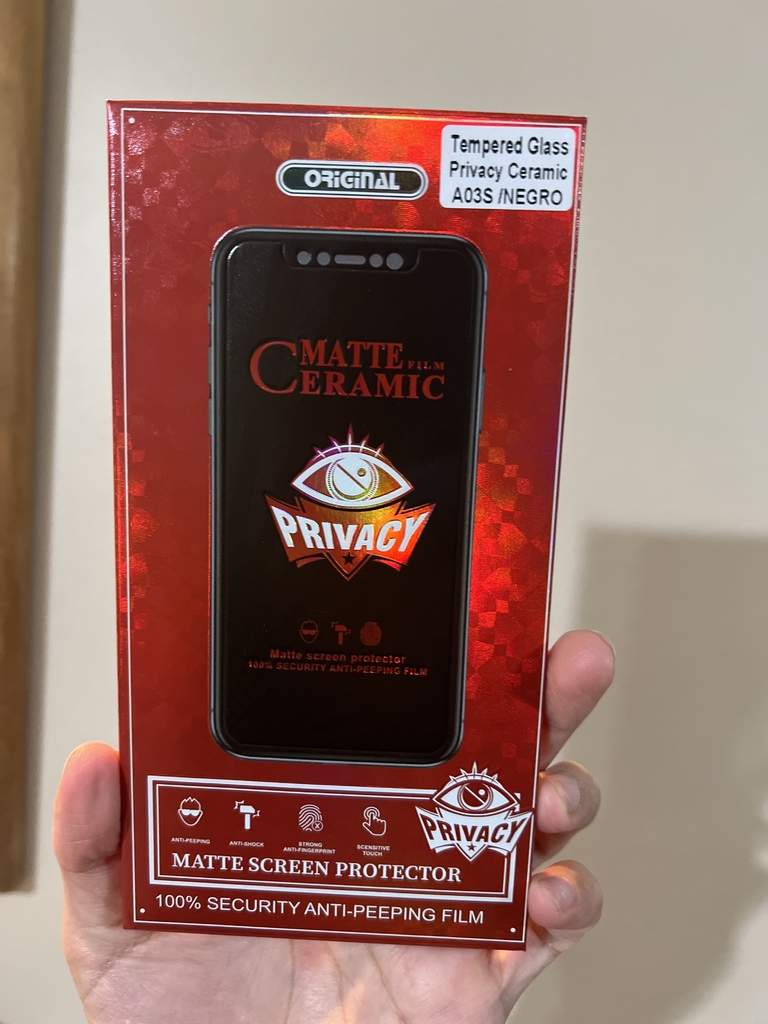 Tempered Glass
Privacy Ceramic
A03S /NEGRO
ORiGiNAL
MATTE FILM
CERAMIC
PRIVACY
Matte screen protector
100% SECURITY ANTI-PEEPING FILM
ANTI-PEEPING
ANTI-SHOCK
STRONG
ANTI-FINGERPRINT
SCENSITIVE
TOUCH
PRIVACY
MATTE SCREEN PROTECTOR
100% SECURITY ANTI-PEEPING FILM